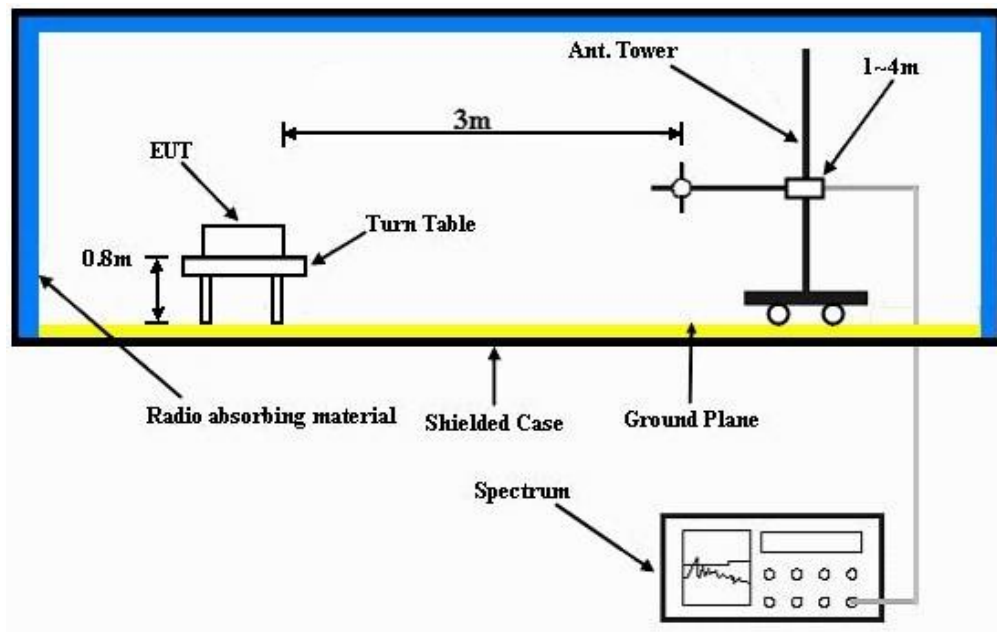 Ant. Tower
1~4m
3m
EUT
Turn Table
0.8m
Radio absorbing material
Shielded Case
Ground Plane
Spectrum